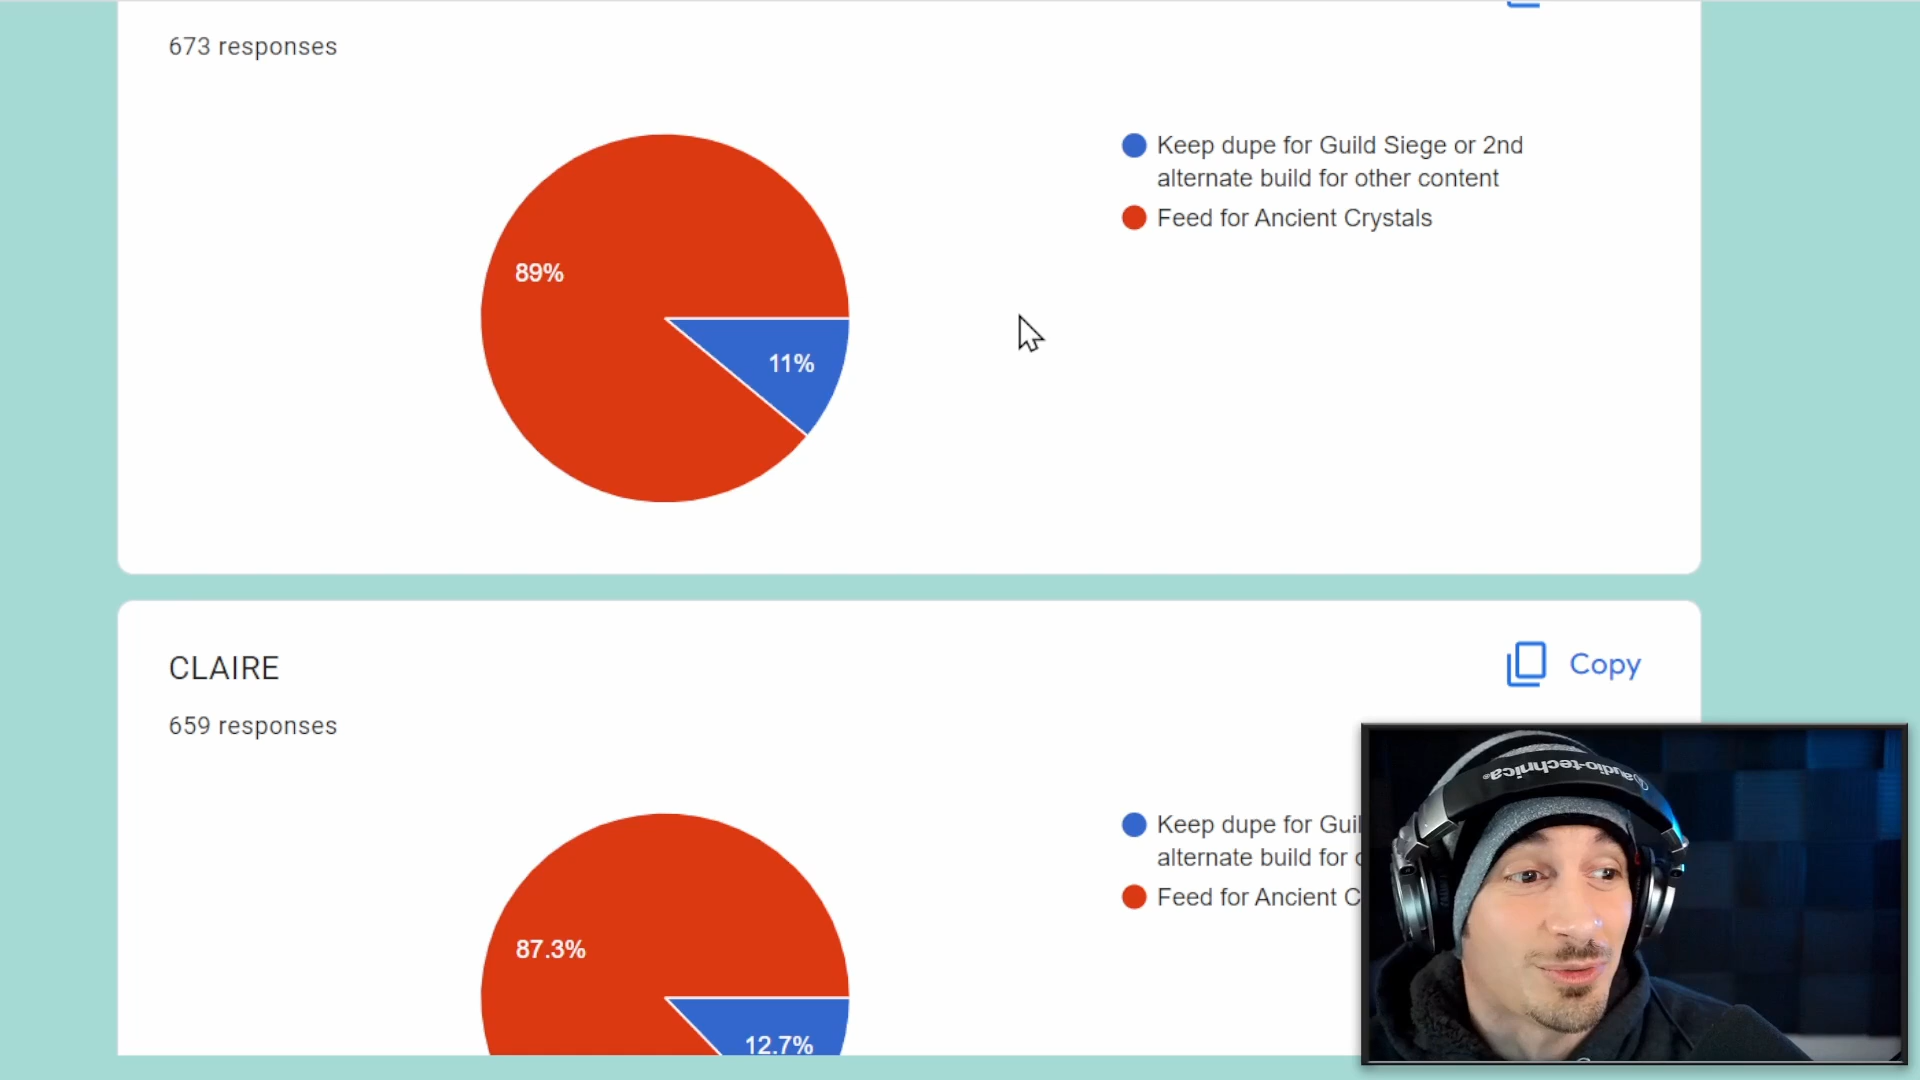 673 responses
Keep dupe for Guild Siege or 2nd
alternate build for other content
Feed for Ancient Crystals
89%
11%
CLAIRE
Copy
659 responses
Keep dupe for Guil
alternate build for
Feed for Ancient C
87.3%
12.7%
audio-technica